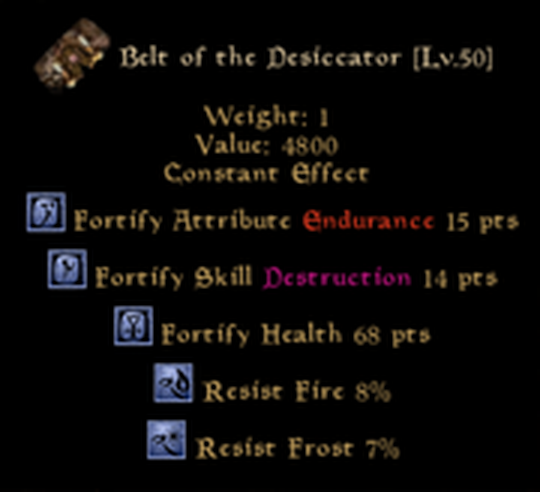 Belt of the Desiccator [Lv.50]
Weight: 1
Value: 4800
Constant Effect
Fortify Attribute Endurance 15 pts
Fortify Skill Destruction 14 pts
Fortify Health 68 pts
Resist Fire 8%
Resist Frost 7%